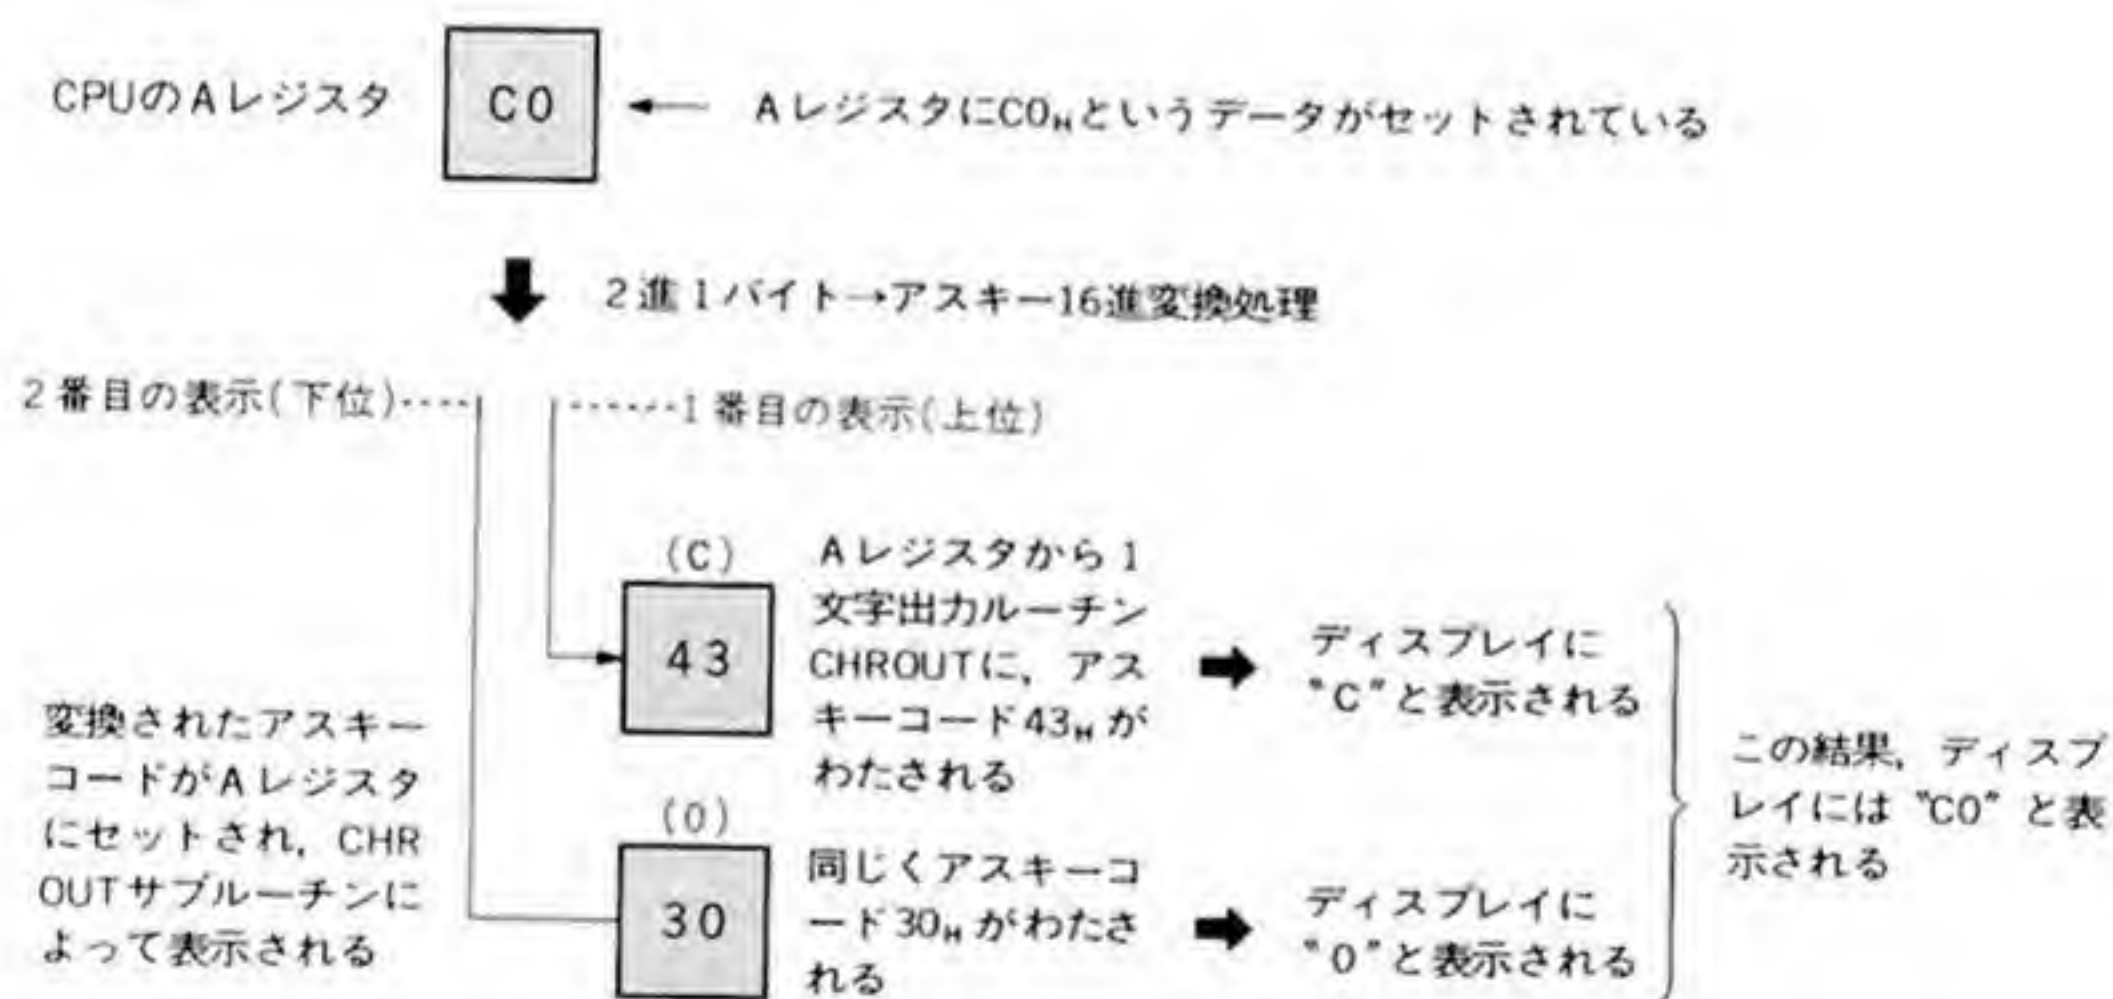 CPUのAレジスタ
C0
AレジスタにC0Hというデータがセットされている
2進1バイト→アスキー16進変換処理
2番目の表示(下位)
1番目の表示(上位)
(C)
43
Aレジスタから1
文字出力ルーチン
CHROUTに，アス
キーコード43Hが
わたされる
ディスプレイに
"C"と表示される
変換されたアスキー
コードがAレジスタ
にセットされ，CHR
OUTサブルーチンに
よって表示される
(0)
30
同じくアスキーコ
ード30Hがわたさ
れる
ディスプレイに
"0"と表示される
この結果，ディスプ
レイには"C0"と表
示される